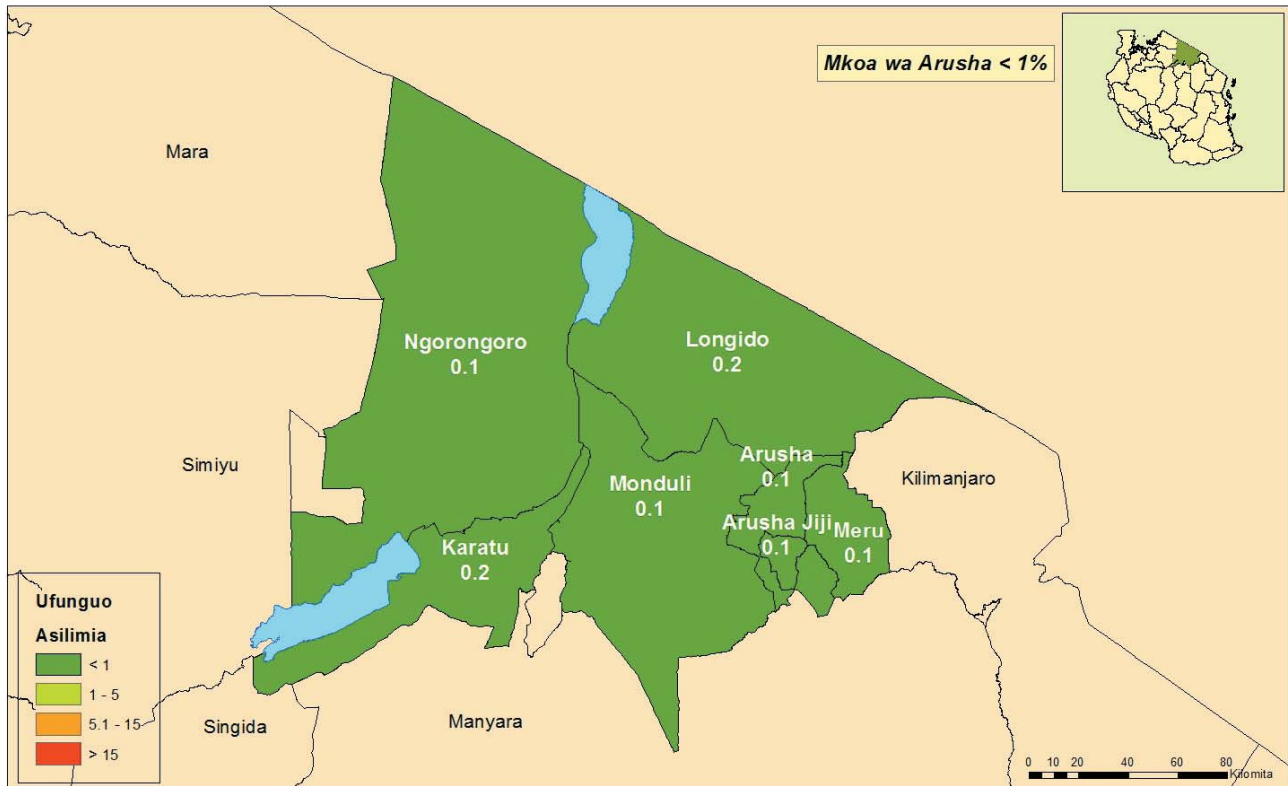 Mkoa wa Arusha < 1%
Mara
Ngorongoro
0.1
Longido
0.2
Simiyu
Arusha
0.1
Kilimanjaro
Monduli
0.1
Arusha Jiji
0.1
Meru
0.1
Karatu
0.2
Ufunguo
Asilimia
< 1
1 - 5
5.1 - 15
> 15
Singida
Manyara
0 10 20 40 60 80
Kilomita